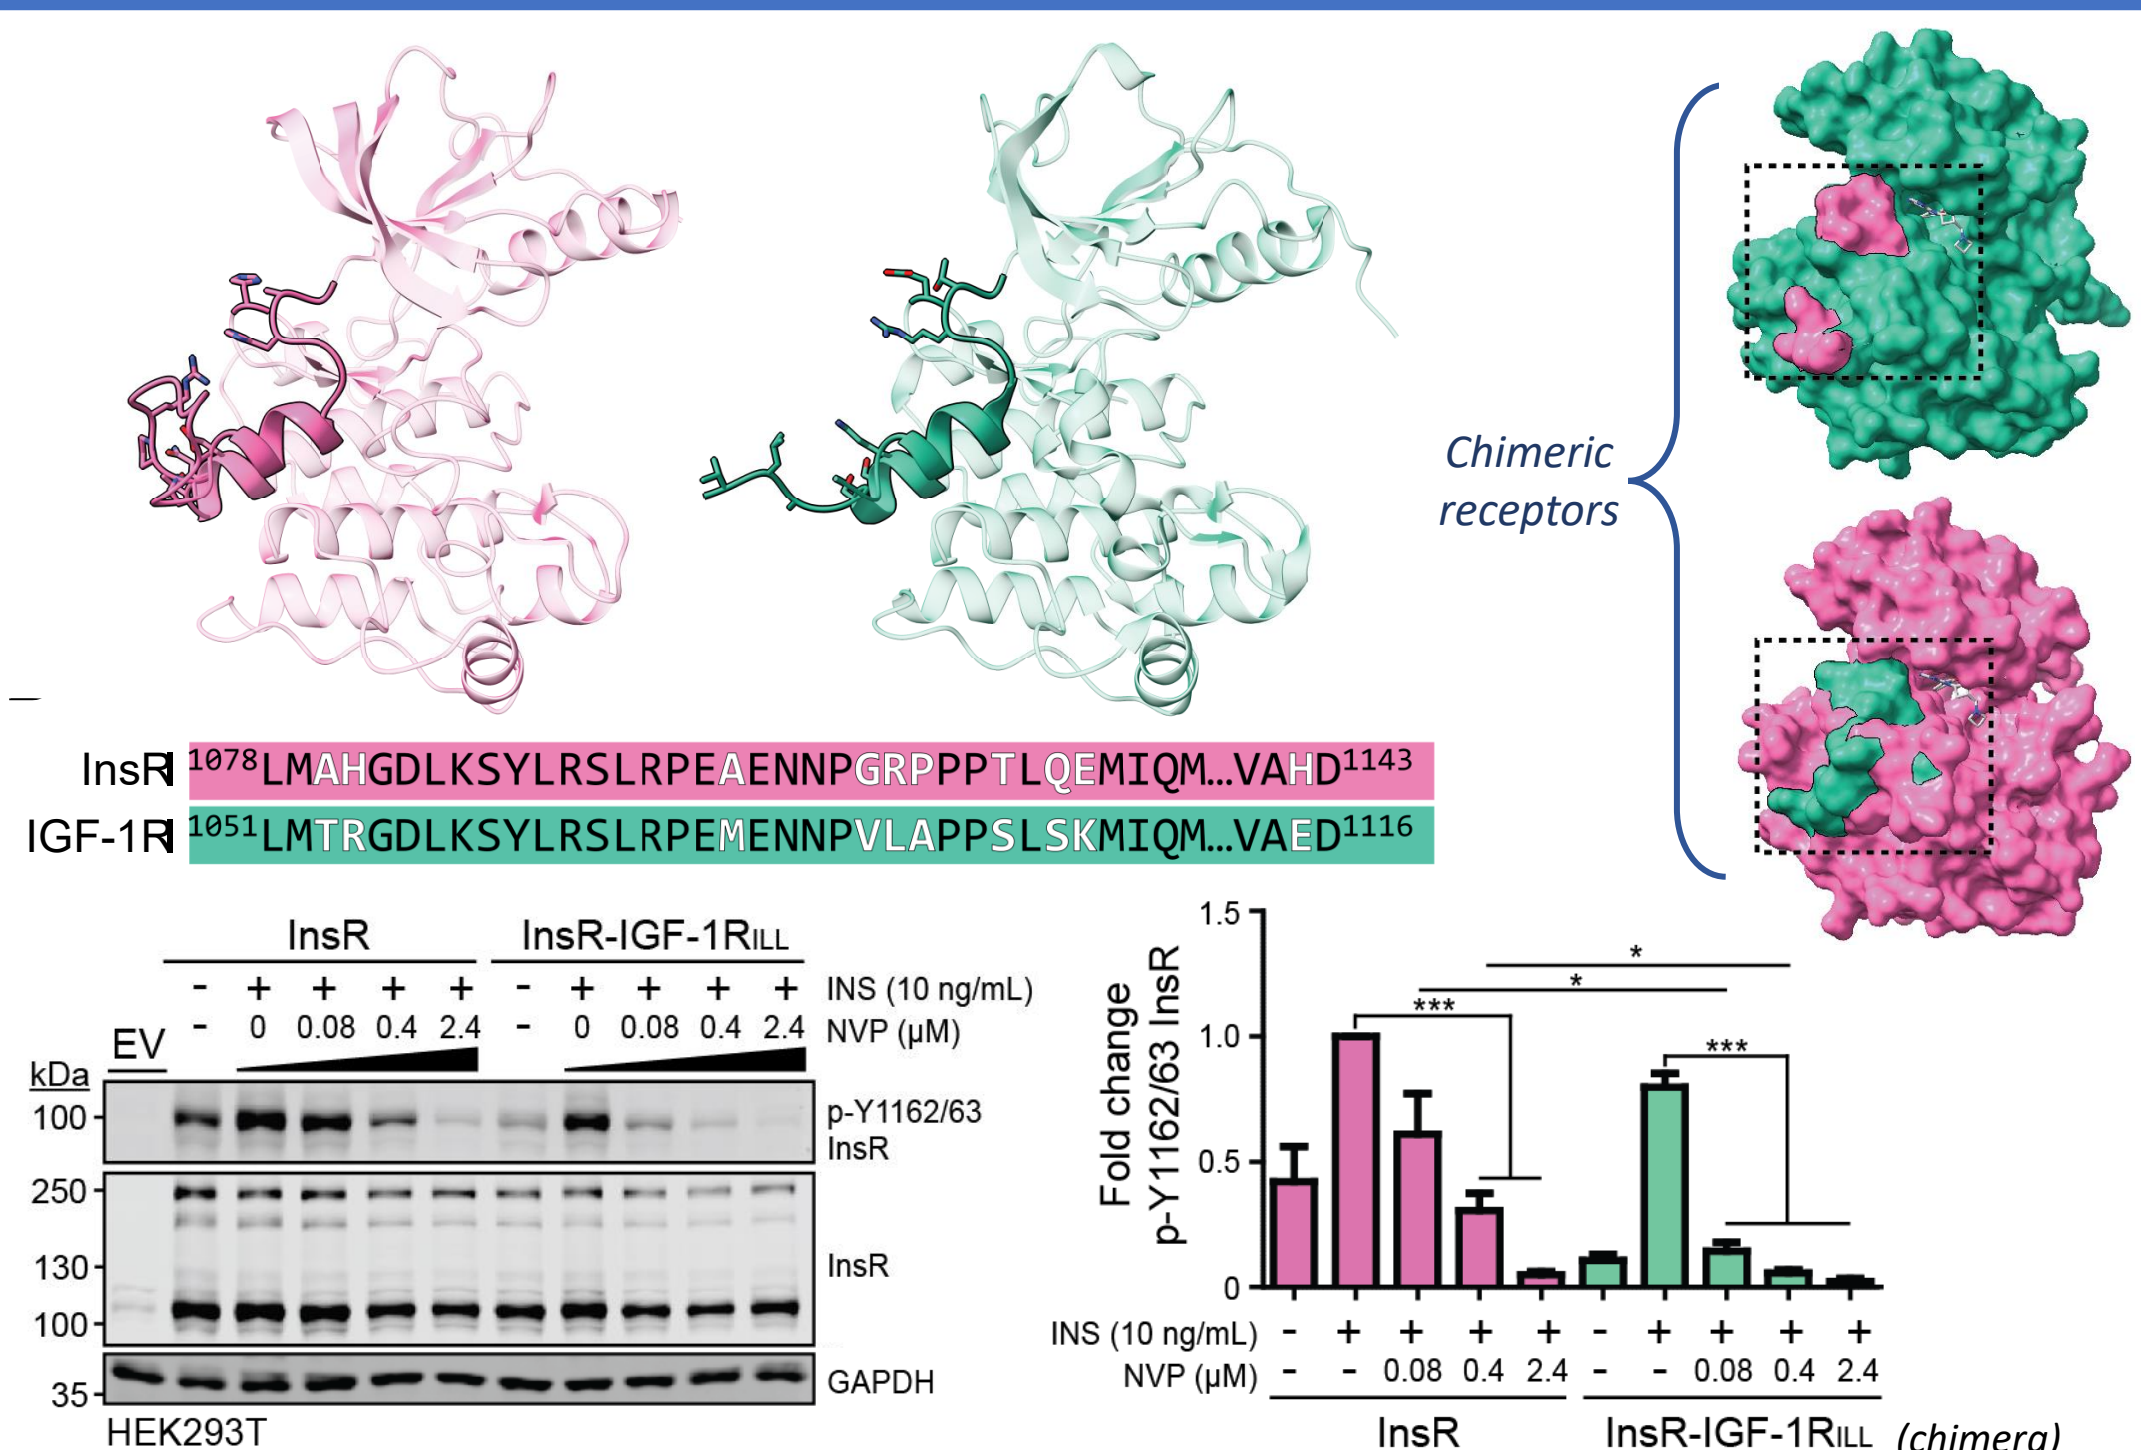 Chimeric
receptors
InsR 1078LMAHGDLKSYLRSLRPEAENNPGRPPPTLQEMIQM…VAHD1143
IGF-1R 1051LMTRGDLKSYLRSLRPEMENNPVLAPPSLSKMIQM…VAED1116
InsR InsR-IGF-1RILL
- + + + + - + + + + INS (10 ng/mL)
- 0 0.08 0.4 2.4 - 0 0.08 0.4 2.4 NVP (µM)
EV
kDa
100
p-Y1162/63
InsR
250
130
InsR
100
35
GAPDH
HEK293T
Fold change
p-Y1162/63 InsR
1.5
1.0
0.5
0
*
*
***
***
INS (10 ng/mL) - + + + + - + + + +
NVP (µM) - - 0.08 0.4 2.4 - - 0.08 0.4 2.4
InsR InsR-IGF-1RILL (chimera)